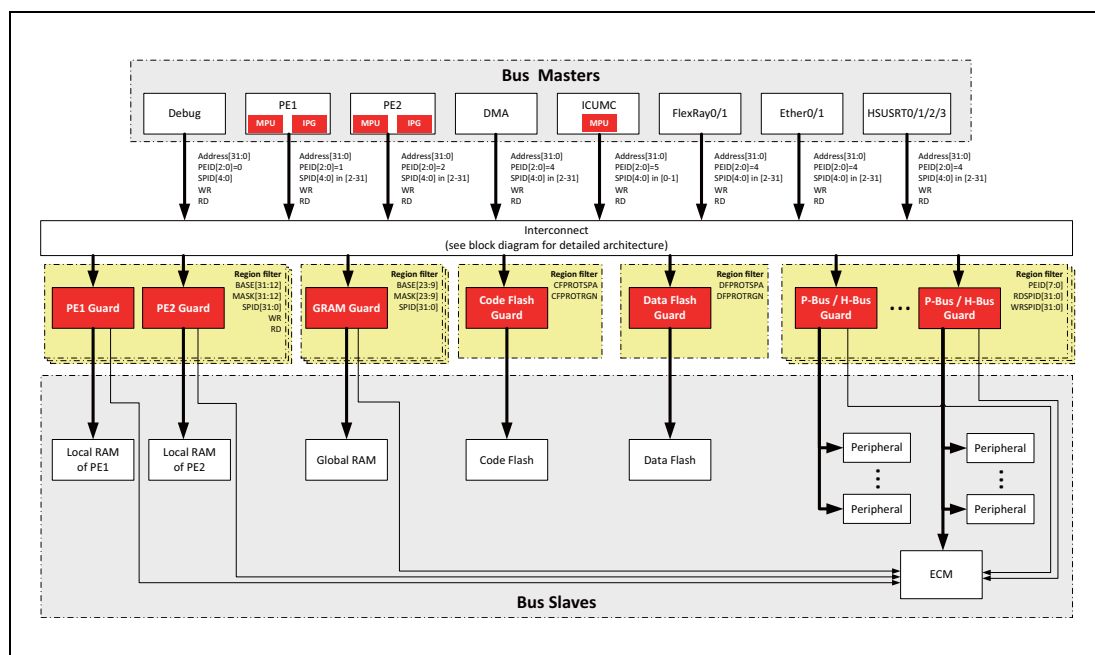 Bus Masters
Debug
PE1
MPU
IPG
PE2
MPU
IPG
DMA
ICUMC
MPU
FlexRay0/1
Ether0/1
HSUSRT0/1/2/3
Address[31:0]
PEID[2:0]=0
SPID[4:0]
WR
RD
Address[31:0]
PEID[2:0]=1
SPID[4:0] in [2-31]
WR
RD
Address[31:0]
PEID[2:0]=2
SPID[4:0] in [2-31]
WR
RD
Address[31:0]
PEID[2:0]=4
SPID[4:0] in [2-31]
WR
RD
Address[31:0]
PEID[2:0]=5
SPID[4:0] in [0-1]
WR
RD
Address[31:0]
PEID[2:0]=4
SPID[4:0] in [2-31]
WR
RD
Address[31:0]
PEID[2:0]=4
SPID[4:0] in [2-31]
WR
RD
Address[31:0]
PEID[2:0]=4
SPID[4:0] in [2-31]
WR
RD
Interconnect
(see block diagram for detailed architecture)
PE1 Guard
PE2 Guard
Region filter
BASE[31:12]
MASK[31:12]
SPID[31:0]
WR
RD
GRAM Guard
Region filter
BASE[23:9]
MASK[23:9]
SPID[31:0]
Code Flash
Guard
Region filter
CFPROTSPA
CFPROTRGN
Data Flash
Guard
Region filter
DFPROTSPA
DFPROTRGN
P-Bus / H-Bus
Guard
...
P-Bus / H-Bus
Guard
Region filter
PEID[7:0]
RDSPID[31:0]
WRSPID[31:0]
Local RAM
of PE1
Local RAM
of PE2
Global RAM
Code Flash
Data Flash
Peripheral
Peripheral
Peripheral
Peripheral
ECM
Bus Slaves